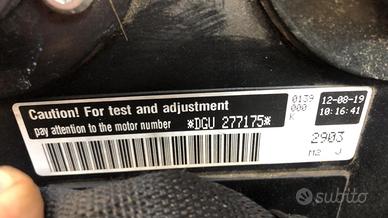 Caution! For test and adjustment
pay attention to the motor number *DGU 277175*
0139
000
K
12-08-19
10:16:41
2903
M2 J
subito